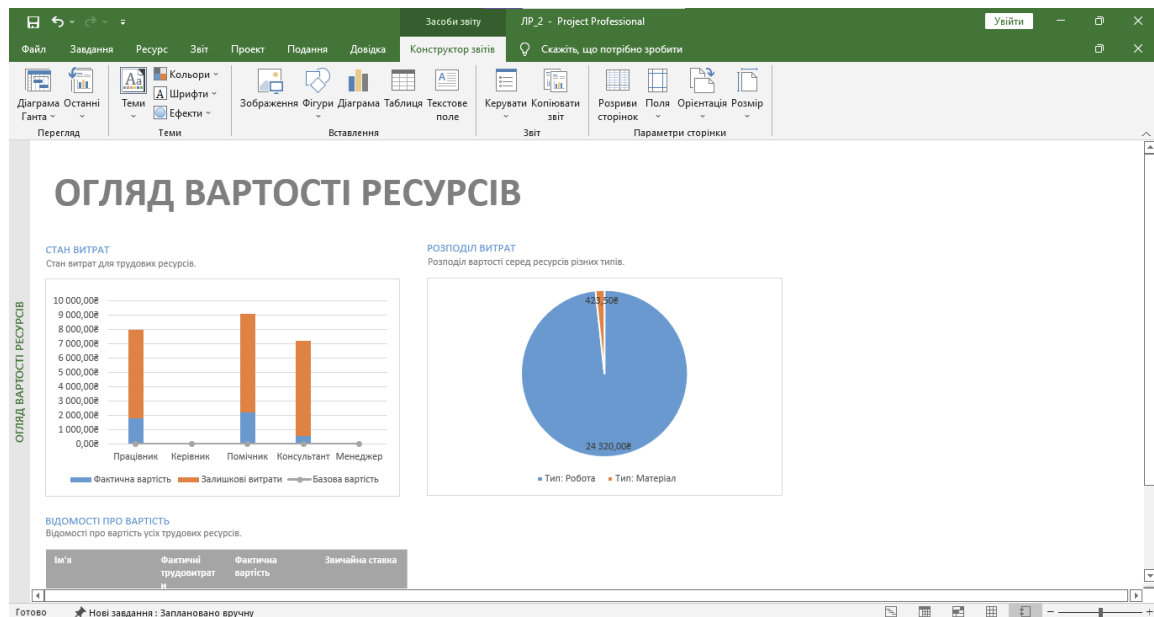 Засоби звіту
ЛР_2 - Project Professional
Увійти
Файл Завдання Ресурс Звіт Проект Подання Довідка Конструктор звітів Скажіть, що потрібно зробити
Діаграма Ганта
Останні
Перегляд
Теми
Кольори
Шрифти
Ефекти
Теми
Зображення
Фігури
Діаграма
Таблиця
Текстове поле
Вставлення
Керувати
Копіювати звіт
Звіт
Розриви сторінок
Поля
Орієнтація
Розмір
Параметри сторінки
ОГЛЯД ВАРТОСТІ РЕСУРСІВ
ОГЛЯД ВАРТОСТІ РЕСУРСІВ
СТАН ВИТРАТ
Стан витрат для трудових ресурсів.
10 000,00₴
9 000,00₴
8 000,00₴
7 000,00₴
6 000,00₴
5 000,00₴
4 000,00₴
3 000,00₴
2 000,00₴
1 000,00₴
0,00₴
Працівник Керівник Помічник Консультант Менеджер
Фактична вартість Залишкові витрати Базова вартість
РОЗПОДІЛ ВИТРАТ
Розподіл вартості серед ресурсів різних типів.
423,50₴
24 320,00₴
Тип: Робота Тип: Матеріал
ВІДОМОСТІ ПРО ВАРТІСТЬ
Відомості про вартість усіх трудових ресурсів.
Ім'я
Фактичні трудовитрат и
Фактична вартість
Звичайна ставка
Готово Нові завдання : Заплановано вручну